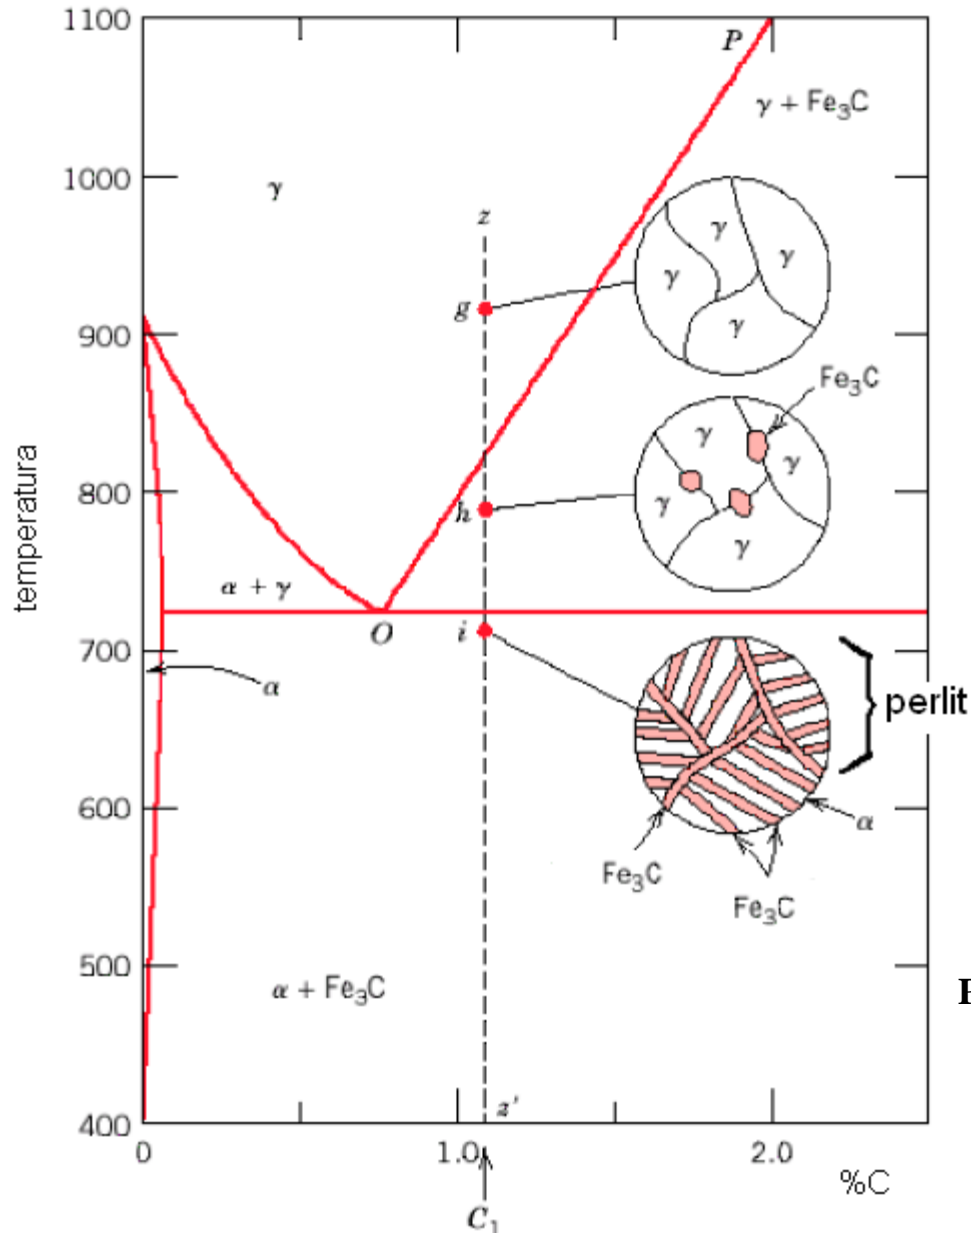 1100
P
γ + Fe₃C
1000
γ
z
γ
γ
γ
γ
g
900
Fe₃C
γ
γ
γ
γ
temperatura
800
h
α + γ
O
i
700
α
perlit
600
α
Fe₃C
Fe₃C
500
α + Fe₃C
z'
400
0
1.0
2.0
%C
C₁